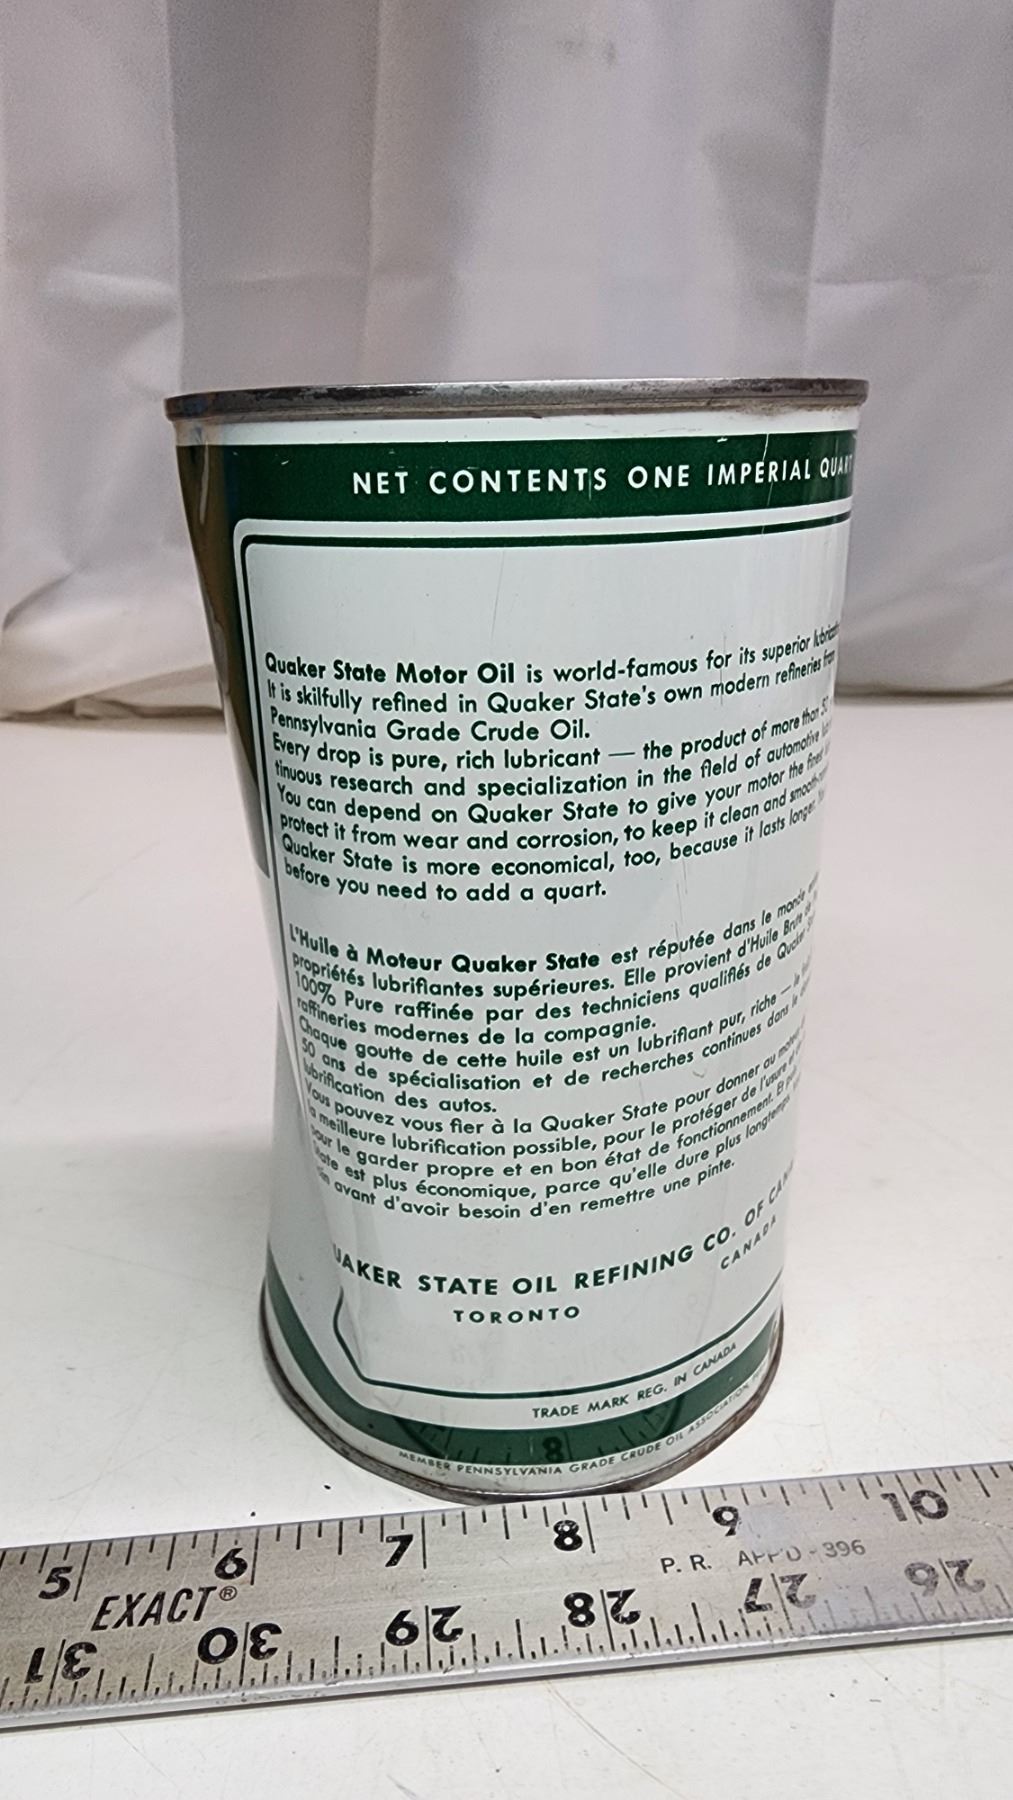 NET CONTENTS ONE IMPERIAL QUART
Quaker State Motor Oil is world-famous for its superior
It is skilfully refined in Quaker State's own modern refineries from
Pennsylvania Grade Crude Oil.
Every drop is pure, rich lubricant — the product of more than 50
tinuous research and specialization in the field of automotive
You can depend on Quaker State to give your motor the finest
protect it from wear and corrosion, to keep it clean and
Quaker State is more economical, too, because it lasts longer.
before you need to add a quart.
L'Huile à Moteur Quaker State est réputée dans le monde
propriétés lubrifiantes supérieures. Elle provient d'Huile Brute de
100% Pure raffinée par des techniciens qualifiés de Quaker
raffineries modernes de la compagnie.
Chaque goutte de cette huile est un lubrifiant pur, riche — le
50 ans de spécialisation et de recherches continues dans le
lubrification des autos.
Vous pouvez vous fier à la Quaker State pour donner au moteur
la meilleure lubrification possible, pour le protéger de l'usure et
pour le garder propre et en bon état de fonctionnement. Et
tate est plus économique, parce qu'elle dure plus longtemps
avant d'avoir besoin d'en remettre une pinte.
UAKER STATE OIL REFINING CO. OF CAN
TORONTO CANADA
TRADE MARK REG. IN CANADA
MEMBER PENNSYLVANIA GRADE CRUDE OIL ASSOCIATION,
5 6 7 8 9 10
EXACT® P. R. APPD-396
31 30 29 28 27 26